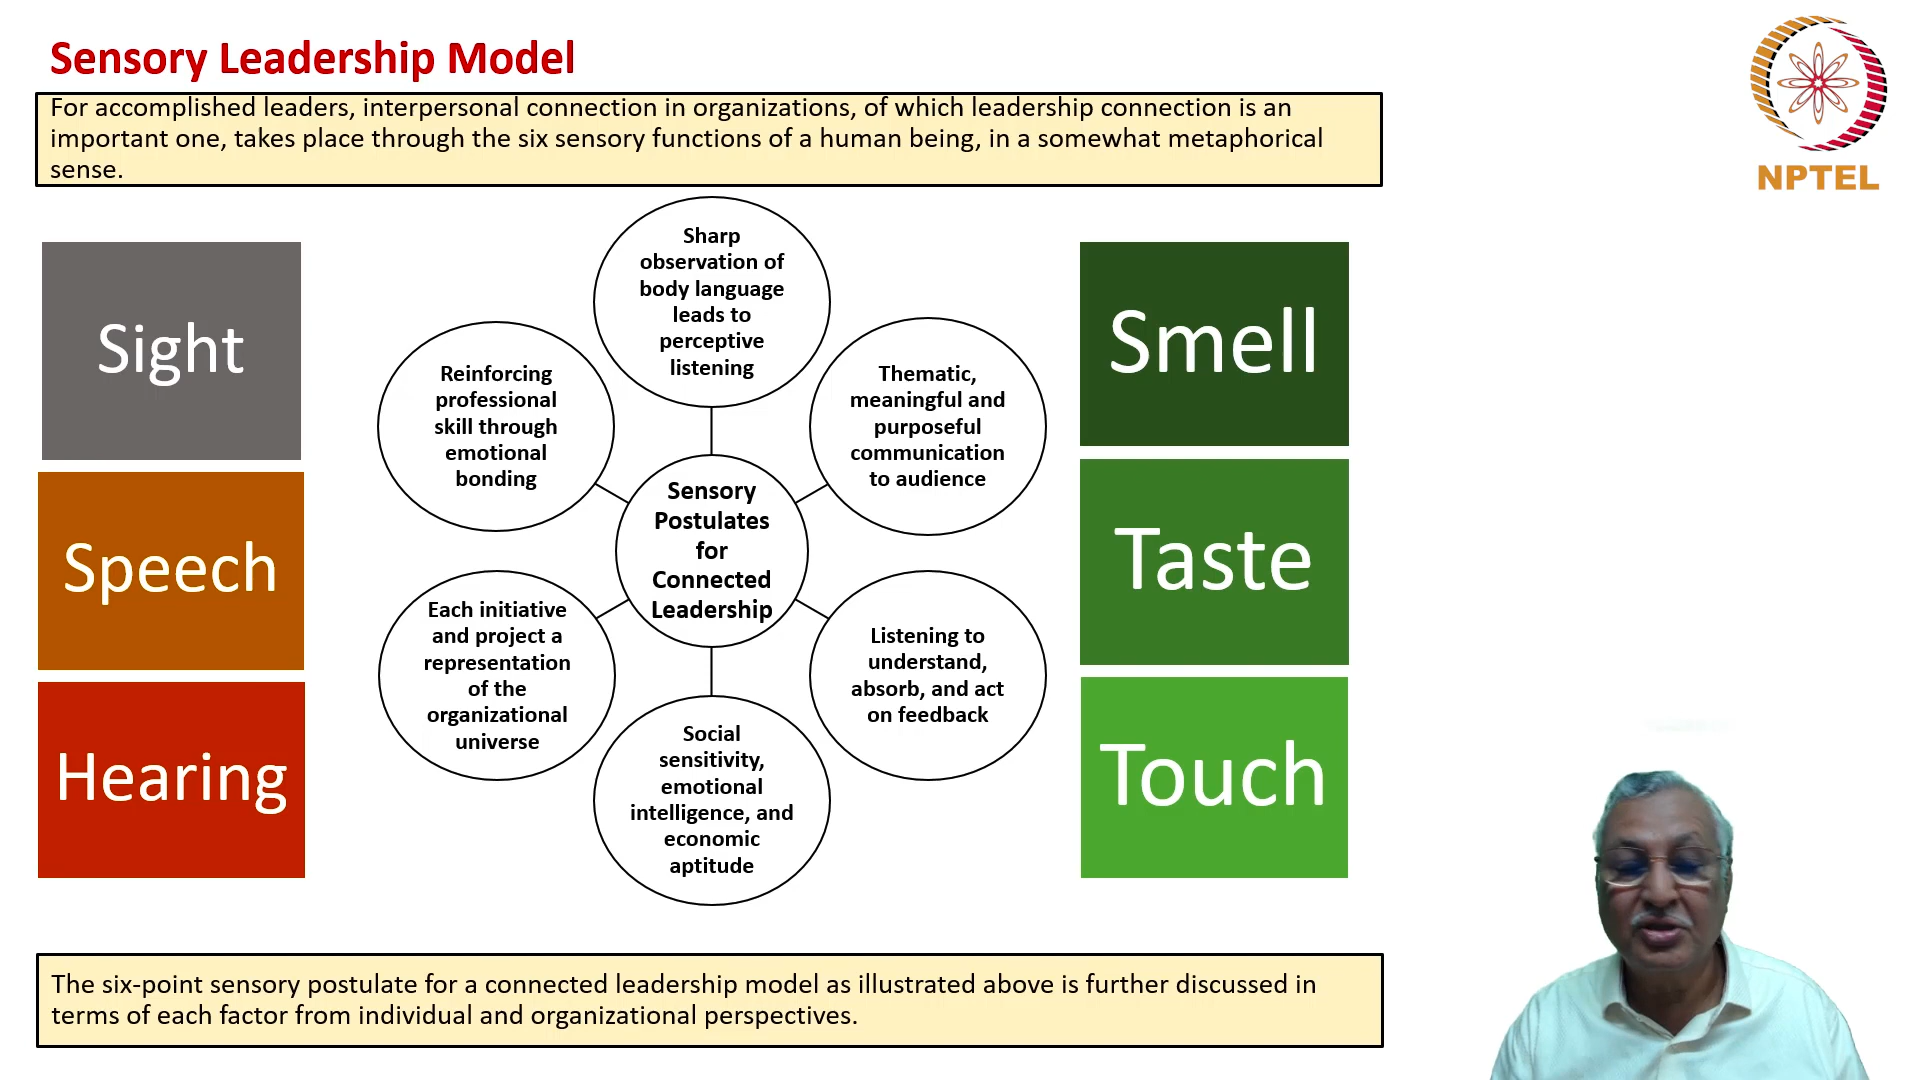 Sensory Leadership Model
For accomplished leaders, interpersonal connection in organizations, of which leadership connection is an
important one, takes place through the six sensory functions of a human being, in a somewhat metaphorical
sense.
NPTEL
Sight
Speech
Hearing
Sharp
observation of
body language
leads to
perceptive
listening
Thematic,
meaningful and
purposeful
communication
to audience
Listening to
understand,
absorb, and act
on feedback
Social
sensitivity,
emotional
intelligence, and
economic
aptitude
Each initiative
and project a
representation
of the
organizational
universe
Reinforcing
professional
skill through
emotional
bonding
Sensory
Postulates
for
Connected
Leadership
Smell
Taste
Touch
The six-point sensory postulate for a connected leadership model as illustrated above is further discussed in
terms of each factor from individual and organizational perspectives.